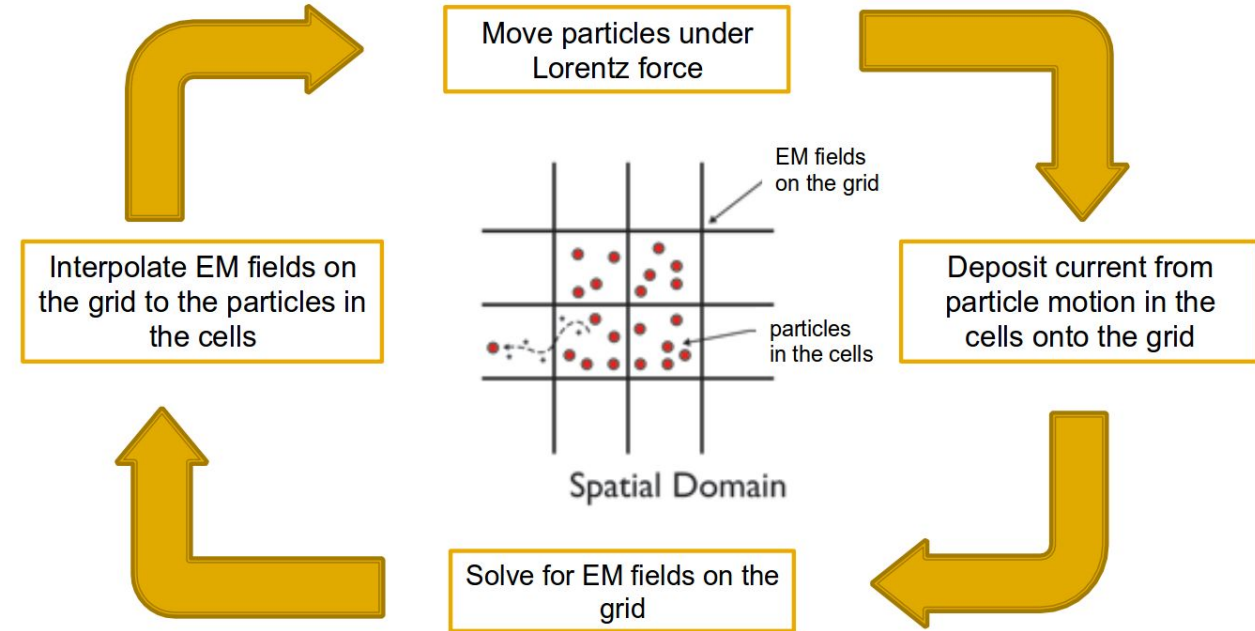 Move particles under
Lorentz force
EM fields
on the grid
Interpolate EM fields on
the grid to the particles in
the cells
Deposit current from
particle motion in the
cells onto the grid
particles
in the cells
Spatial Domain
Solve for EM fields on the
grid